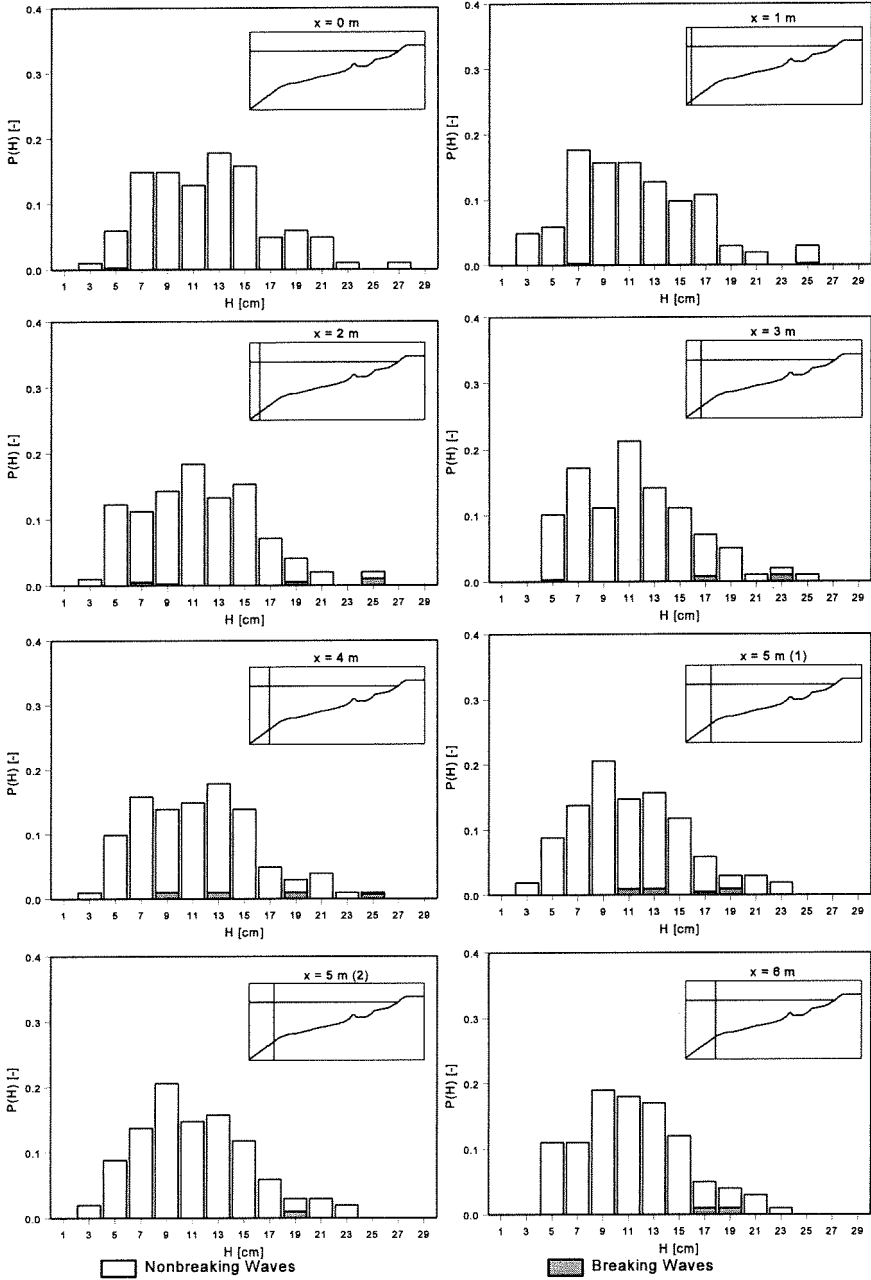 x = 0 m
P(H) [-]
0.4
0.3
0.2
0.1
0.0
1 3 5 7 9 11 13 15 17 19 21 23 25 27 29
H [cm]
x = 1 m
P(H) [-]
0.4
0.3
0.2
0.1
0.0
1 3 5 7 9 11 13 15 17 19 21 23 25 27 29
H [cm]
x = 2 m
P(H) [-]
0.4
0.3
0.2
0.1
0.0
1 3 5 7 9 11 13 15 17 19 21 23 25 27 29
H [cm]
x = 3 m
P(H) [-]
0.4
0.3
0.2
0.1
0.0
1 3 5 7 9 11 13 15 17 19 21 23 25 27 29
H [cm]
x = 4 m
P(H) [-]
0.4
0.3
0.2
0.1
0.0
1 3 5 7 9 11 13 15 17 19 21 23 25 27 29
H [cm]
x = 5 m (1)
P(H) [-]
0.4
0.3
0.2
0.1
0.0
1 3 5 7 9 11 13 15 17 19 21 23 25 27 29
H [cm]
x = 5 m (2)
P(H) [-]
0.4
0.3
0.2
0.1
0.0
1 3 5 7 9 11 13 15 17 19 21 23 25 27 29
H [cm]
x = 6 m
P(H) [-]
0.4
0.3
0.2
0.1
0.0
1 3 5 7 9 11 13 15 17 19 21 23 25 27 29
H [cm]
Nonbreaking Waves
Breaking Waves